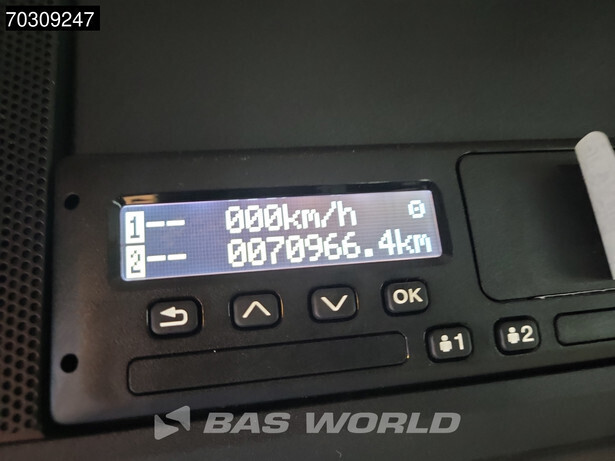 70309247
1-- 000km/h
2-- 0070966.4km
OK
1
2
BAS WORLD